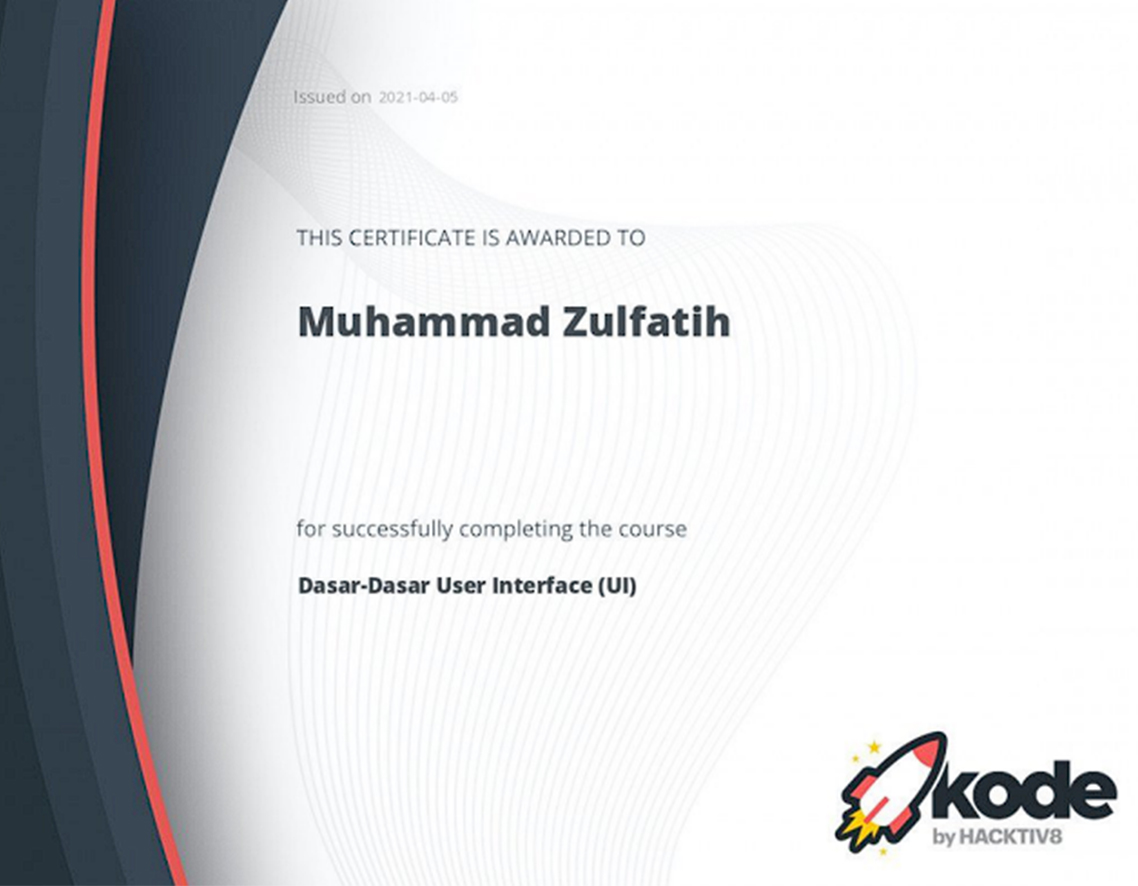 Issued on 2021-04-05
THIS CERTIFICATE IS AWARDED TO
Muhammad Zulfatih
for successfully completing the course
Dasar-Dasar User Interface (UI)
kode
by HACKTIV8